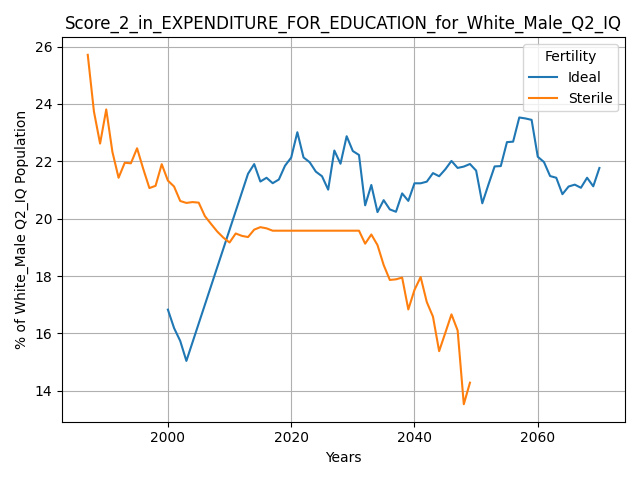 Score_2_in_EXPENDITURE_FOR_EDUCATION_for_White_Male_Q2_IQ
Fertility
Ideal
Sterile
% of White_Male Q2_IQ Population
26
24
22
20
18
16
14
2000
2020
2040
2060
Years